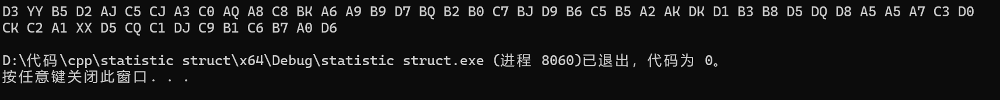 D3 YY B5 D2 AJ C5 CJ A3 C0 AQ A8 C8 BK A6 A9 B9 D7 BQ B2 B0 C7 BJ D9 B6 C5 B5 A2 AK DK D1 B3 B8 D5 DQ D8 A5 A5 A7 C3 D0
CK C2 A1 XX D5 CQ C1 DJ C9 B1 C6 B7 A0 D6
D:\代码\cpp\statistic struct\x64\Debug\statistic struct.exe (进程 8060)已退出，代码为 0。
按任意键关闭此窗口. . .